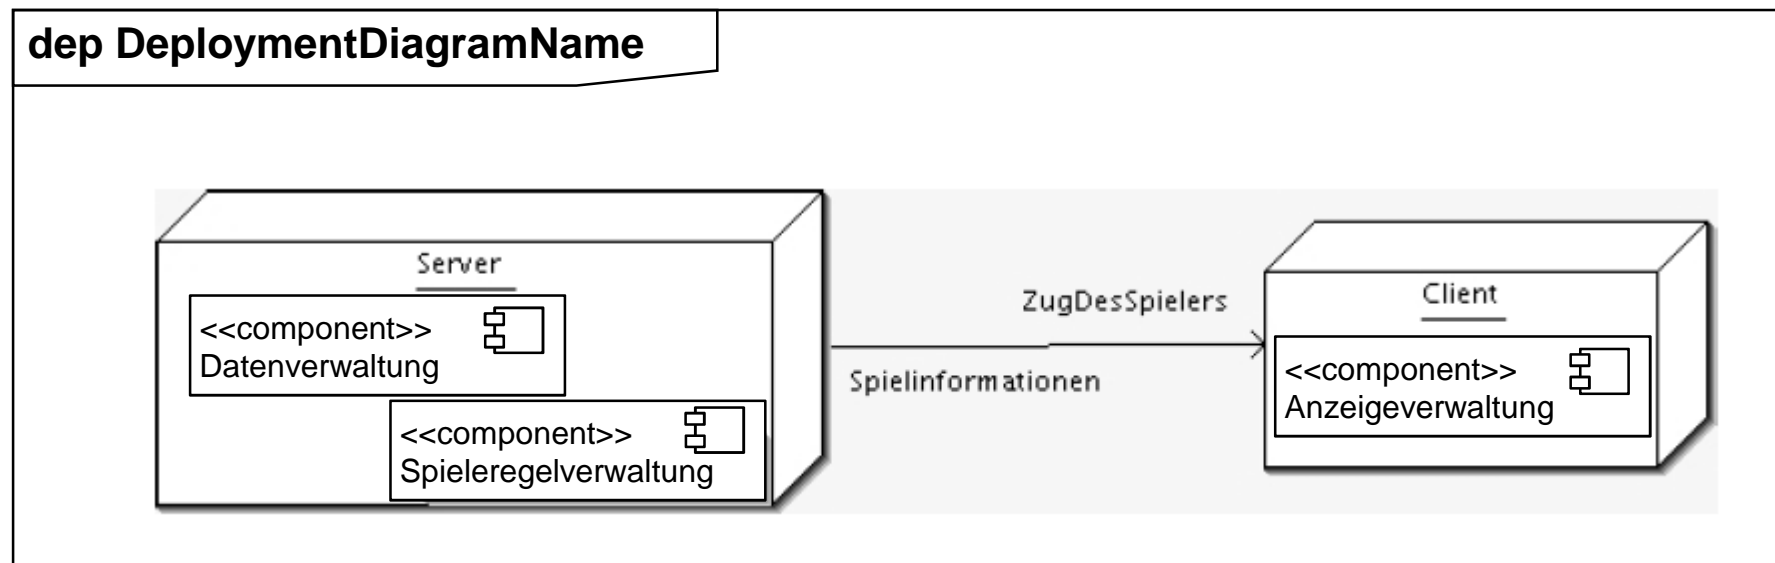 dep DeploymentDiagramName
Server
<<component>>
Datenverwaltung
<<component>>
Spieleregelverwaltung
ZugDesSpielers
Spielinformationen
Client
<<component>>
Anzeigeverwaltung